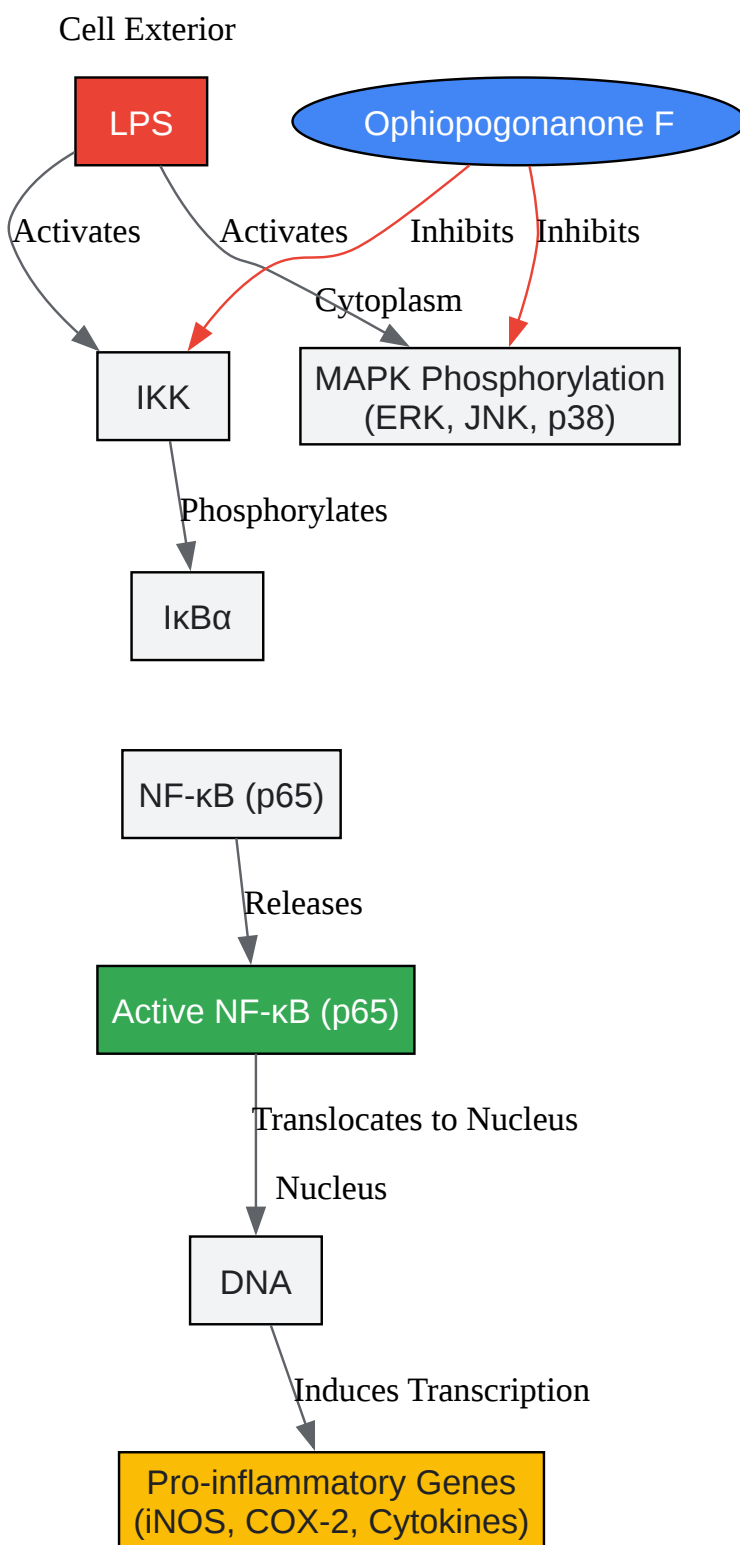 Cell Exterior
LPS
Ophiopogonanone F
Activates
Activates
Inhibits
Inhibits
Cytoplasm
IKK
MAPK Phosphorylation
(ERK, JNK, p38)
Phosphorylates
IκBα
NF-κB (p65)
Releases
Active NF-κB (p65)
Translocates to Nucleus
Nucleus
DNA
Induces Transcription
Pro-inflammatory Genes
(iNOS, COX-2, Cytokines)